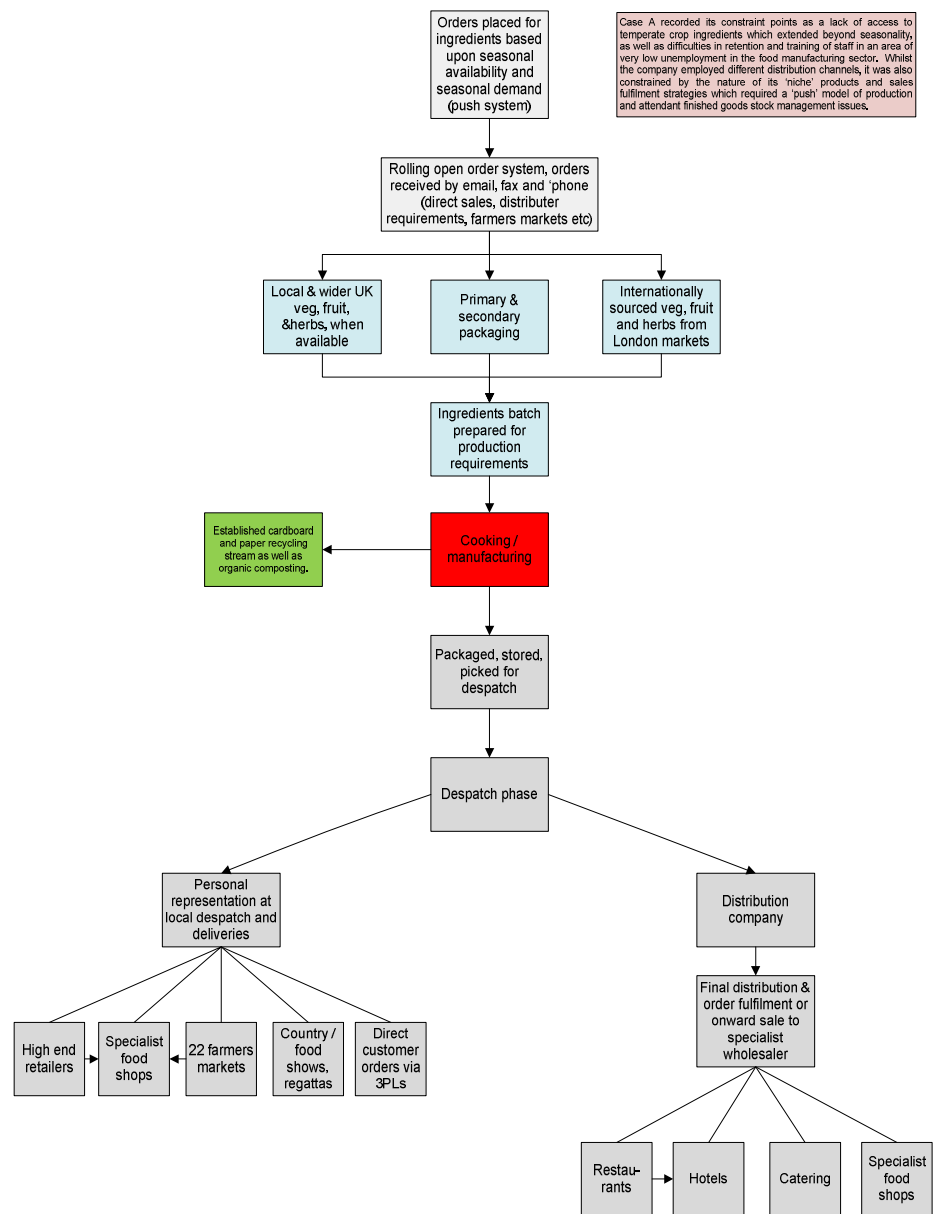 Orders placed for
ingredients based
upon seasonal
availability and
seasonal demand
(push system)
Case A recorded its constraint points as a lack of access to
temperate crop ingredients which extended beyond seasonality,
as well as difficulties in retention and training of staff in an area of
very low unemployment in the food manufacturing sector. Whilst
the company employed different distribution channels, it was also
constrained by the nature of its 'niche' products and sales
fulfilment strategies which required a 'push' model of production
and attendant finished goods stock management issues.
Rolling open order system, orders
received by email, fax and 'phone
(direct sales, distributer
requirements, farmers markets etc)
Local & wider UK
veg, fruit,
&herbs, when
available
Primary &
secondary
packaging
Internationally
sourced veg, fruit
and herbs from
London markets
Ingredients batch
prepared for
production
requirements
Established cardboard
and paper recycling
stream as well as
organic composting.
Cooking /
manufacturing
Packaged, stored,
picked for
despatch
Despatch phase
Personal
representation at
local despatch and
deliveries
Distribution
company
Final distribution &
order fulfilment or
onward sale to
specialist
wholesaler
High end
retailers
Specialist
food
shops
22 farmers
markets
Country /
food
shows,
regattas
Direct
customer
orders via
3PLs
Restau-
rants
Hotels
Catering
Specialist
food
shops